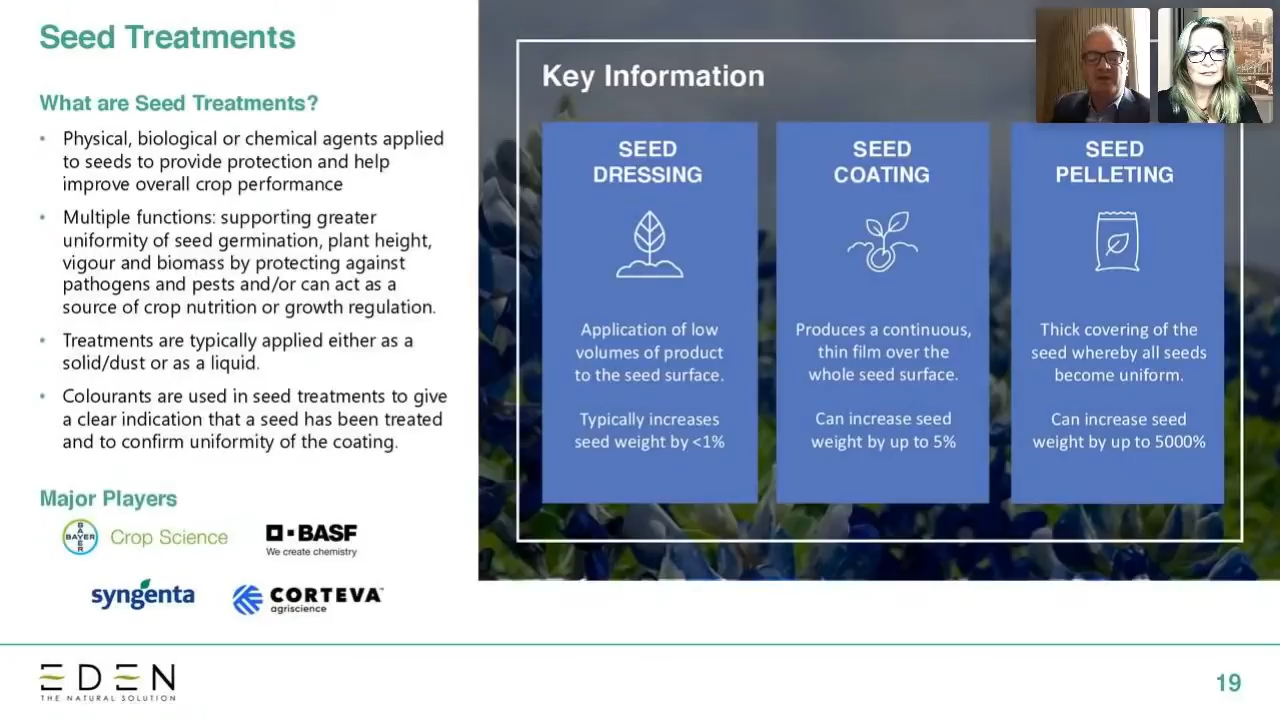 Seed Treatments
What are Seed Treatments?
• Physical, biological or chemical agents applied
to seeds to provide protection and help
improve overall crop performance
• Multiple functions: supporting greater
uniformity of seed germination, plant height,
vigour and biomass by protecting against
pathogens and pests and/or can act as a
source of crop nutrition or growth regulation.
• Treatments are typically applied either as a
solid/dust or as a liquid.
• Colourants are used in seed treatments to give
a clear indication that a seed has been treated
and to confirm uniformity of the coating.
Major Players
BAYER
BAYER
Crop Science
BASF
We create chemistry
syngenta
CORTEVA™
agriscience
Key Information
SEED
DRESSING
Application of low
volumes of product
to the seed surface.
Typically increases
seed weight by <1%
SEED
COATING
Produces a continuous,
thin film over the
whole seed surface.
Can increase seed
weight by up to 5%
SEED
PELLETING
Thick covering of the
seed whereby all seeds
become uniform.
Can increase seed
weight by up to 5000%
EDEN
THE NATURAL SOLUTION
19